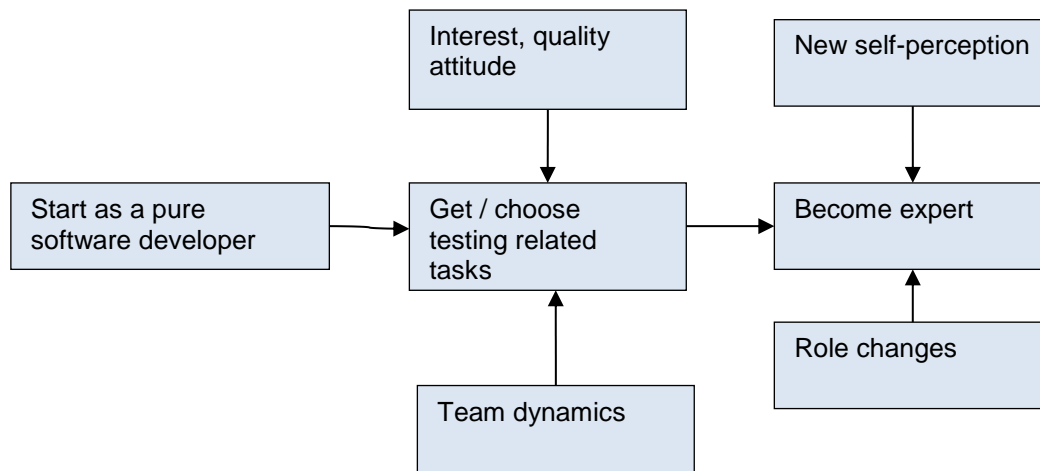 Interest, quality
attitude
New self-perception
Start as a pure
software developer
Get / choose
testing related
tasks
Become expert
Role changes
Team dynamics